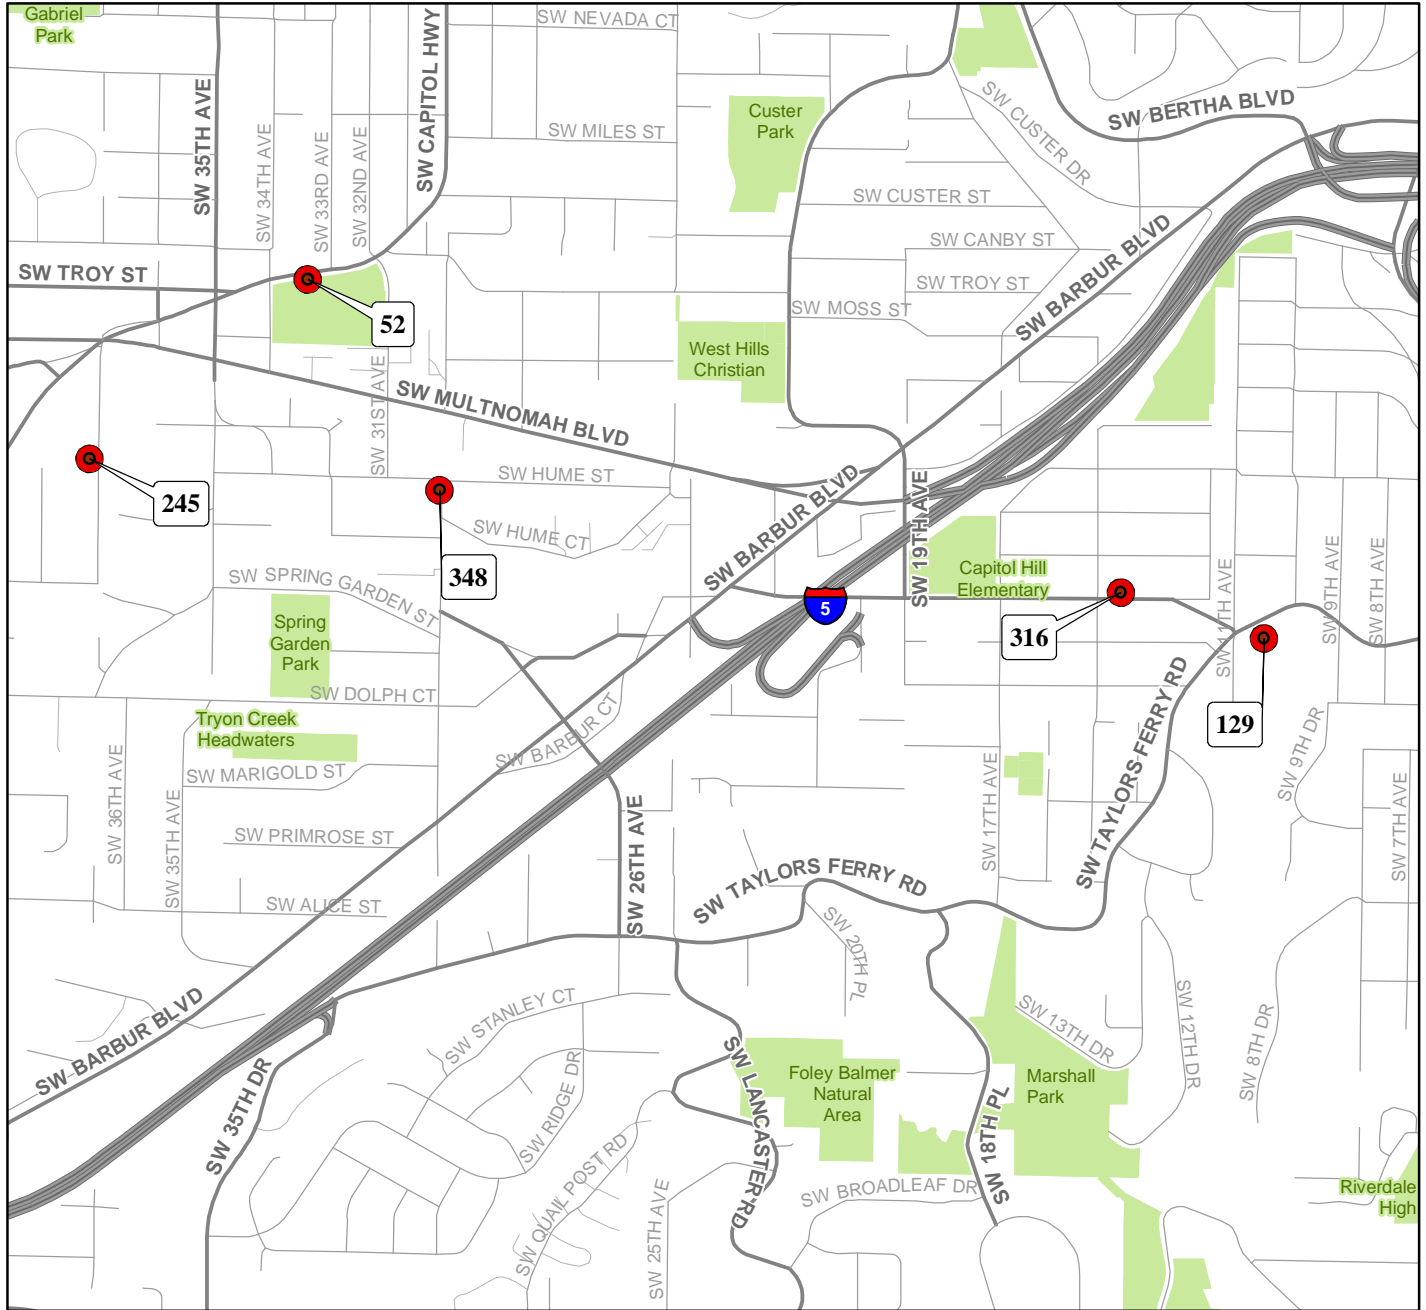 Gabriel
Park
SW NEVADA CT
SW CAPITOL HWY
SW 35TH AVE
SW 34TH AVE
SW 33RD AVE
SW 32ND AVE
SW MILES ST
Custer
Park
SW CUSTER DR
SW BERTHA BLVD
SW CUSTER ST
SW CANBY ST
SW TROY ST
SW MOSS ST
SW BARBUR BLVD
SW TROY ST
52
West Hills
Christian
SW MULTNOMAH BLVD
SW 31ST AVE
245
SW HUME ST
SW HUME CT
348
SW BARBUR BLVD
SW 19TH AVE
Capitol Hill
Elementary
5
316
SW 11TH AVE
SW 9TH AVE
SW 8TH AVE
129
SW SPRING GARDEN ST
Spring
Garden
Park
SW DOLPH CT
Tryon Creek
Headwaters
SW MARIGOLD ST
SW BARBUR CT
SW 36TH AVE
SW 35TH AVE
SW PRIMROSE ST
SW ALICE ST
SW 26TH AVE
SW TAYLORS FERRY RD
SW 17TH AVE
SW TAYLORS FERRY RD
SW 9TH DR
SW 7TH AVE
SW 20TH PL
SW BARBUR BLVD
SW STANLEY CT
SW 13TH DR
SW 12TH DR
SW 8TH DR
SW 35TH DR
SW RIDGE DR
SW LANCASTER RD
Foley Balmer
Natural
Area
Marshall
Park
SW 18TH PL
SW QUAIL POST RD
SW 25TH AVE
SW BROADLEAF DR
Riverdale
High